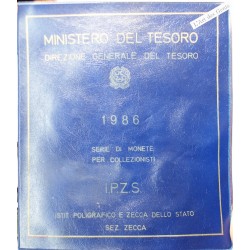 MINISTERO DEL TESORO
DIREZIONE GENERALE DEL TESORO
1986
SERIE DI MONETE
PER COLLEZIONISTI
I.P.Z.S.
ISTIT. POLIGRAFICO E ZECCA DELLO STATO
SEZ. ZECCA